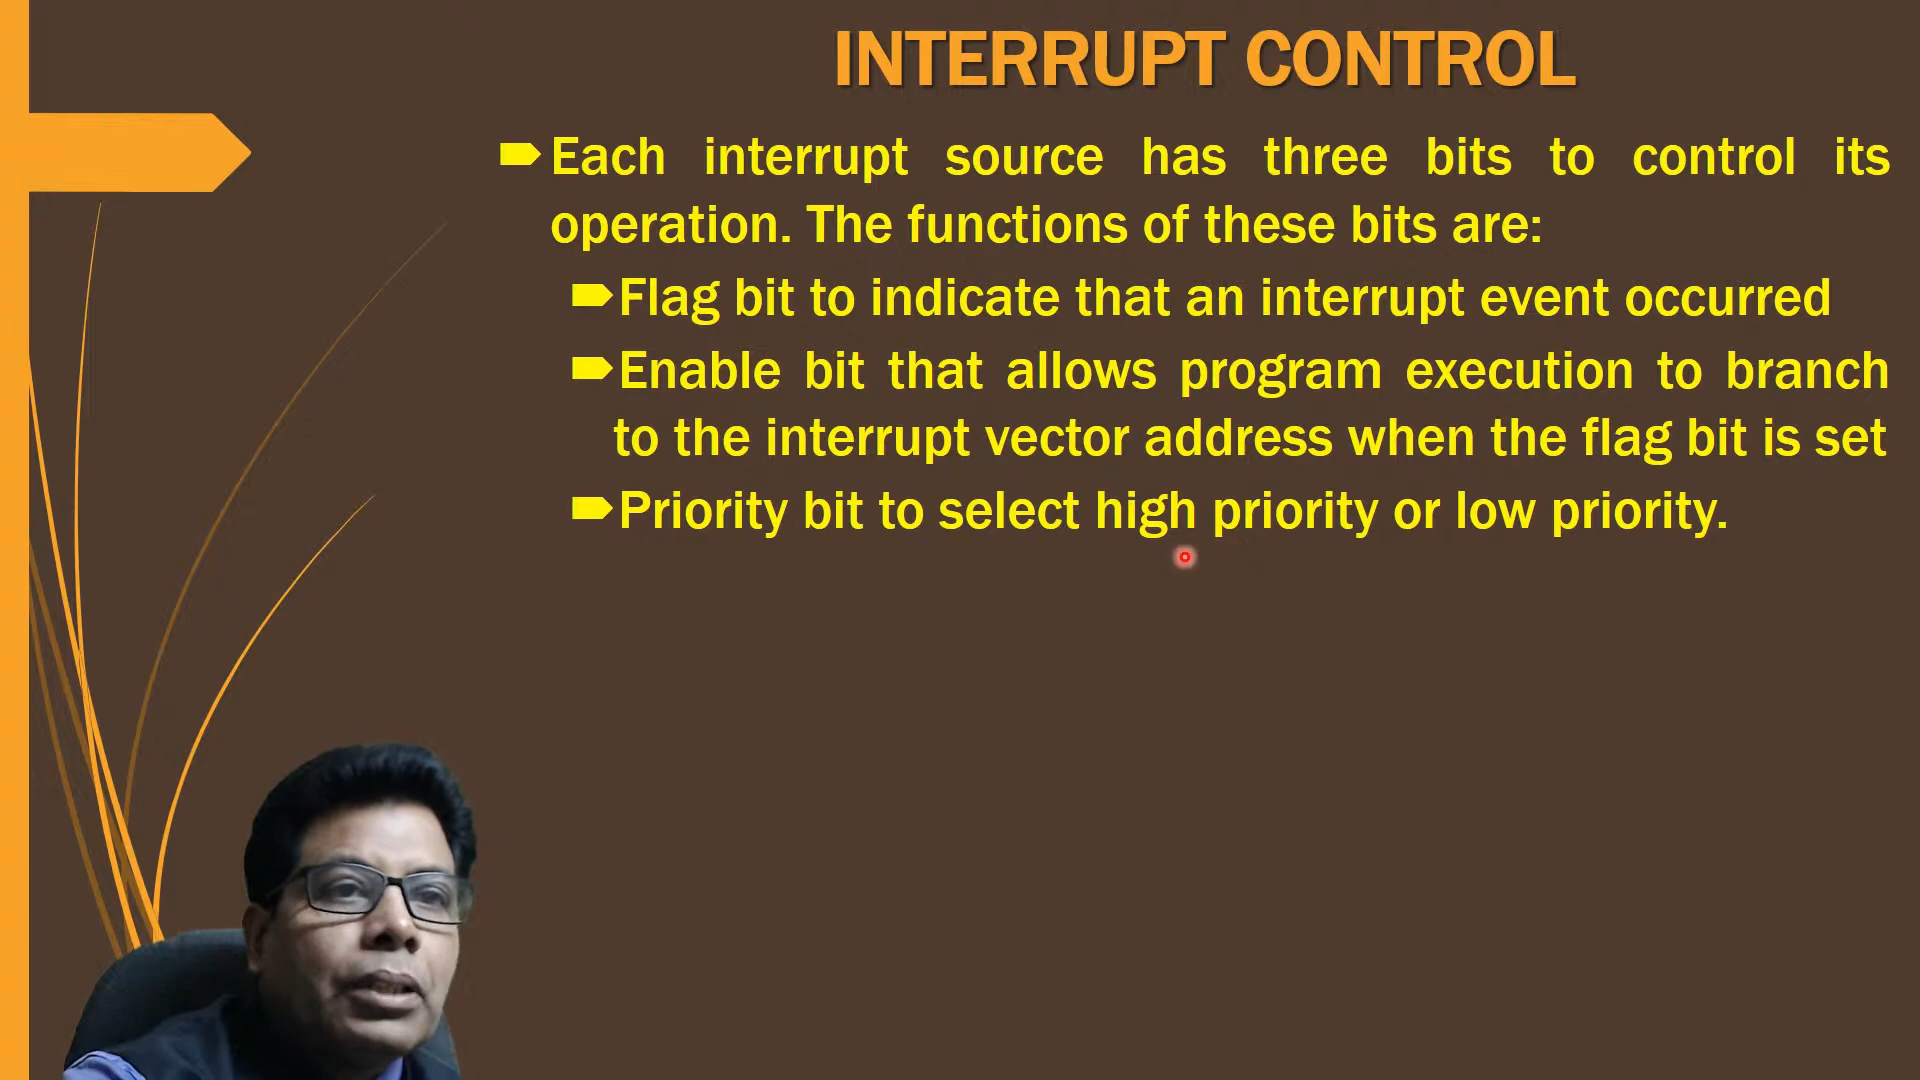 INTERRUPT CONTROL
Each interrupt source has three bits to control its
operation. The functions of these bits are:
Flag bit to indicate that an interrupt event occurred
Enable bit that allows program execution to branch
to the interrupt vector address when the flag bit is set
Priority bit to select high priority or low priority.